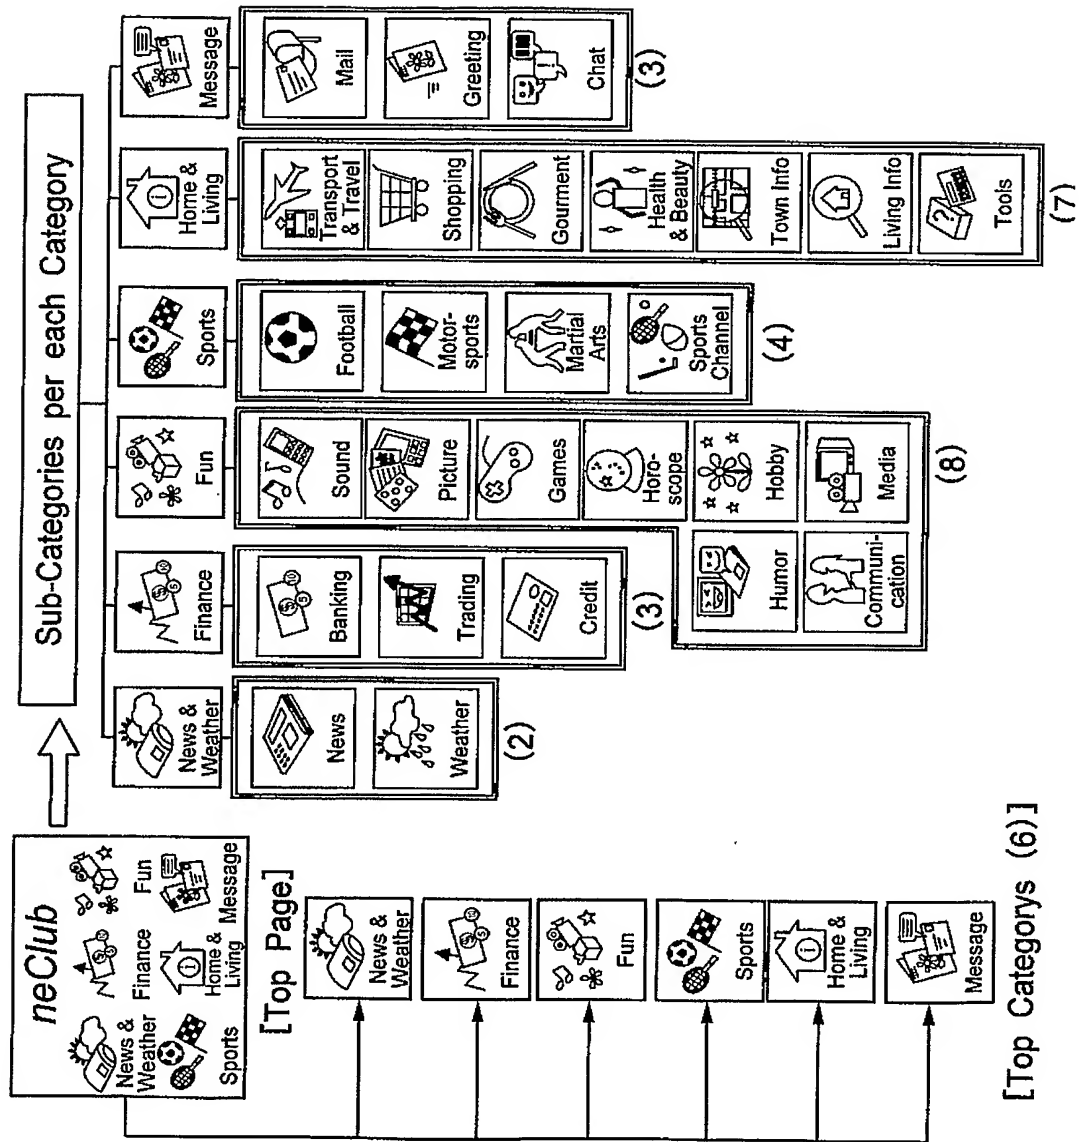 neClub
News &
Weather
Finance
Fun
Sports
Home &
Living
Message
[Top Page]
News &
Weather
Finance
Fun
Sports
Home &
Living
Message
[Top Categorys (6)]
Sub-Categories per each Category
News &
Weather
News
Weather
(2)
Finance
Banking
Trading
Credit
(3)
Fun
Sound
Picture
Games
Horo-
scope
Hobby
Media
Humor
Communi-
cation
(8)
Sports
Football
Motor-
sports
Martial
Arts
Sports
Channel
(4)
Home &
Living
Transport
& Travel
Shopping
Gourment
Health
& Beauty
Town Info
Living Info
Tools
(7)
Message
Mail
Greeting
Chat
(3)